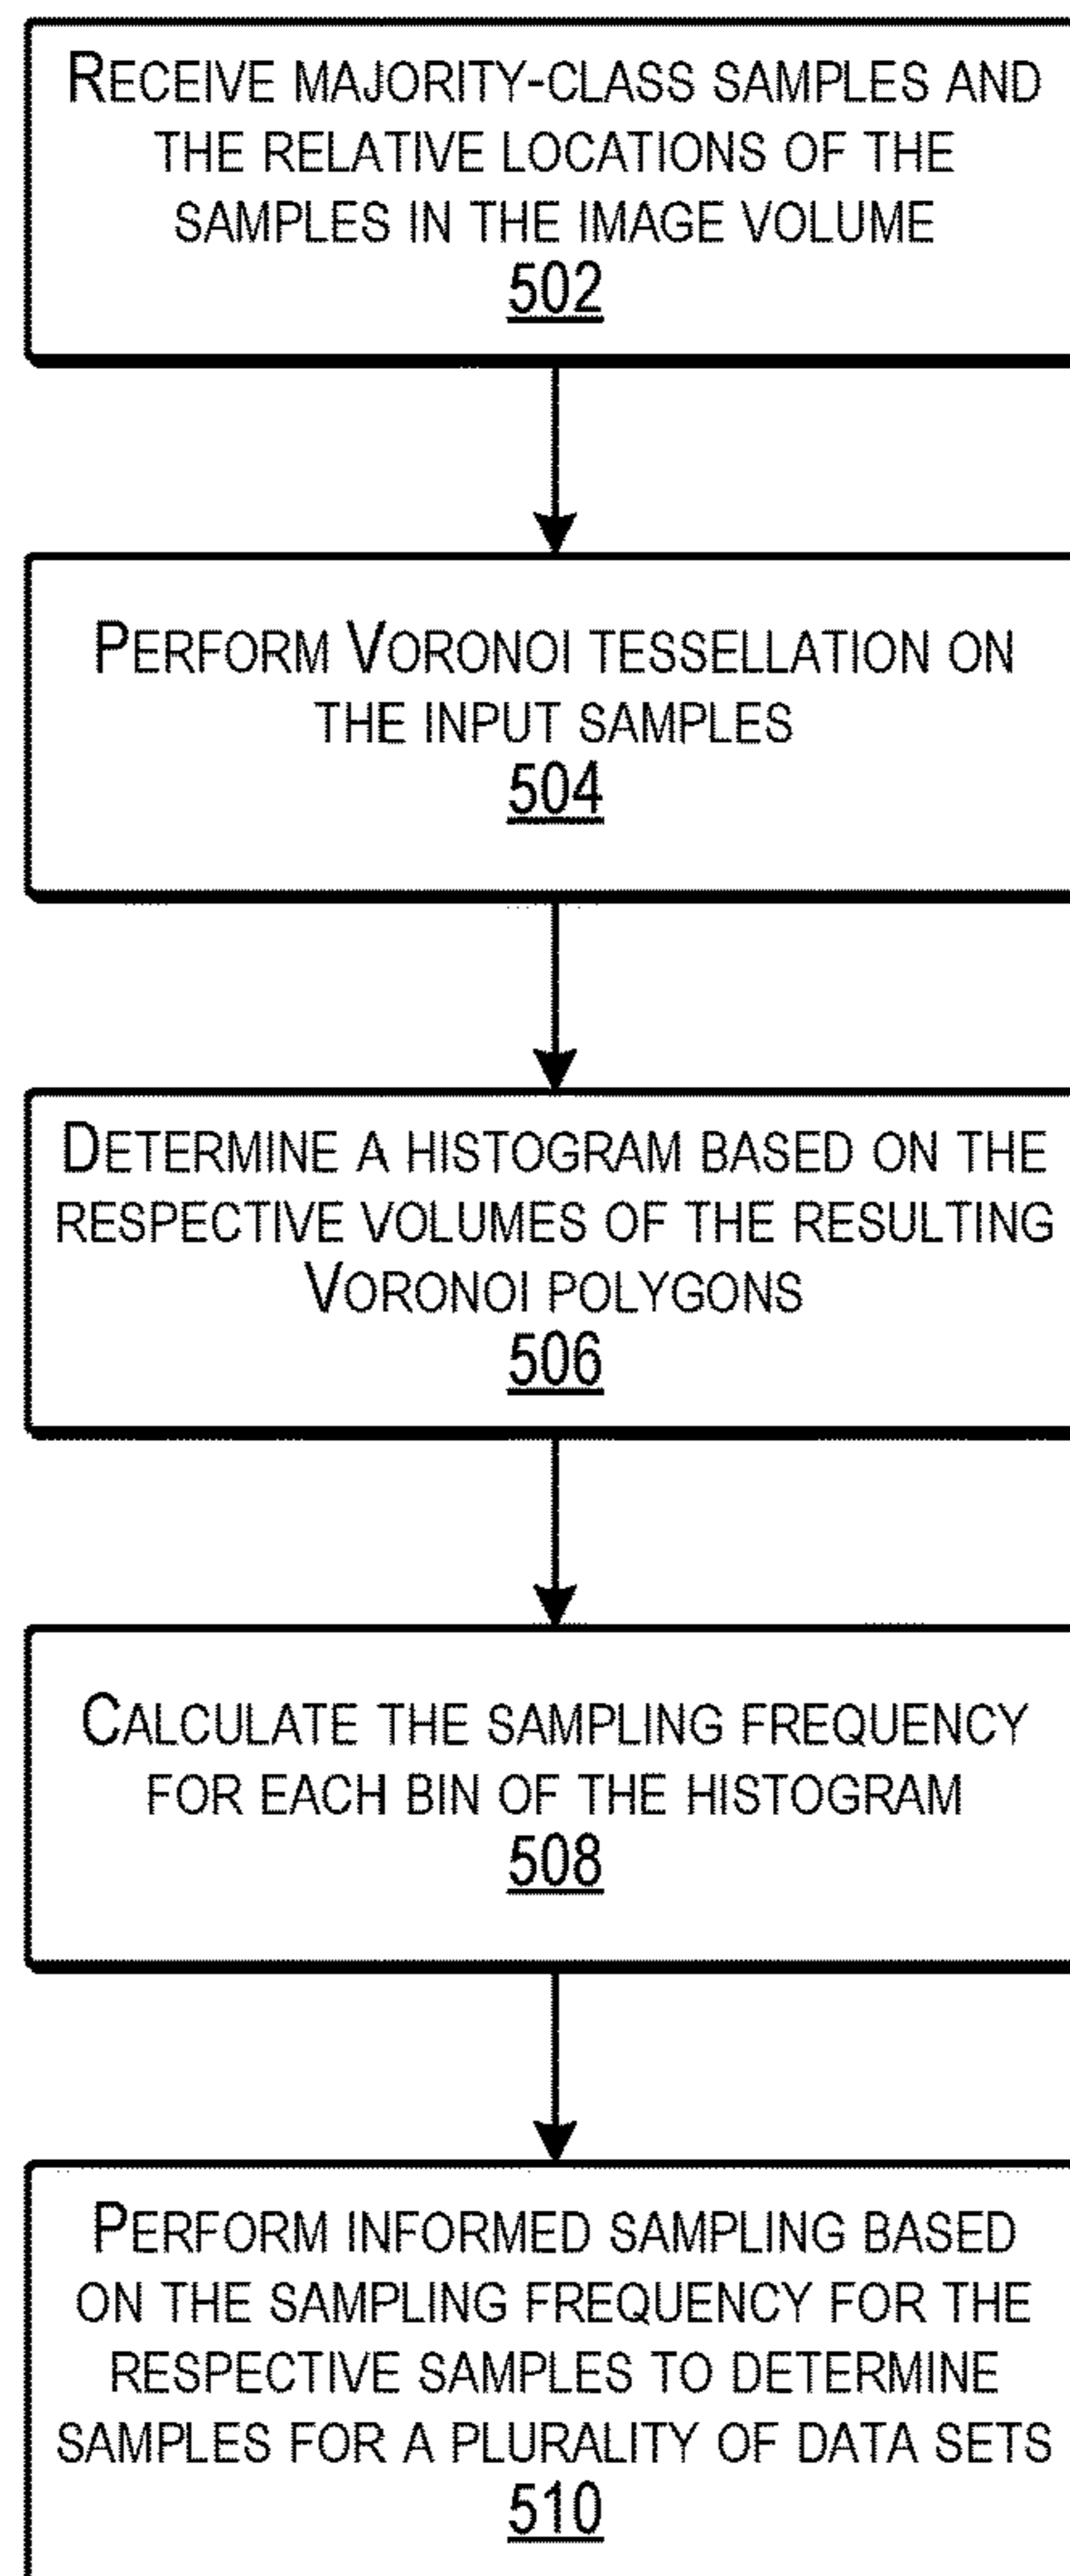 RECEIVE MAJORITY-CLASS SAMPLES AND
THE RELATIVE LOCATIONS OF THE
SAMPLES IN THE IMAGE VOLUME
502
PERFORM VORONOI TESSELLATION ON
THE INPUT SAMPLES
504
DETERMINE A HISTOGRAM BASED ON THE
RESPECTIVE VOLUMES OF THE RESULTING
VORONOI POLYGONS
506
CALCULATE THE SAMPLING FREQUENCY
FOR EACH BIN OF THE HISTOGRAM
508
PERFORM INFORMED SAMPLING BASED
ON THE SAMPLING FREQUENCY FOR THE
RESPECTIVE SAMPLES TO DETERMINE
SAMPLES FOR A PLURALITY OF DATA SETS
510